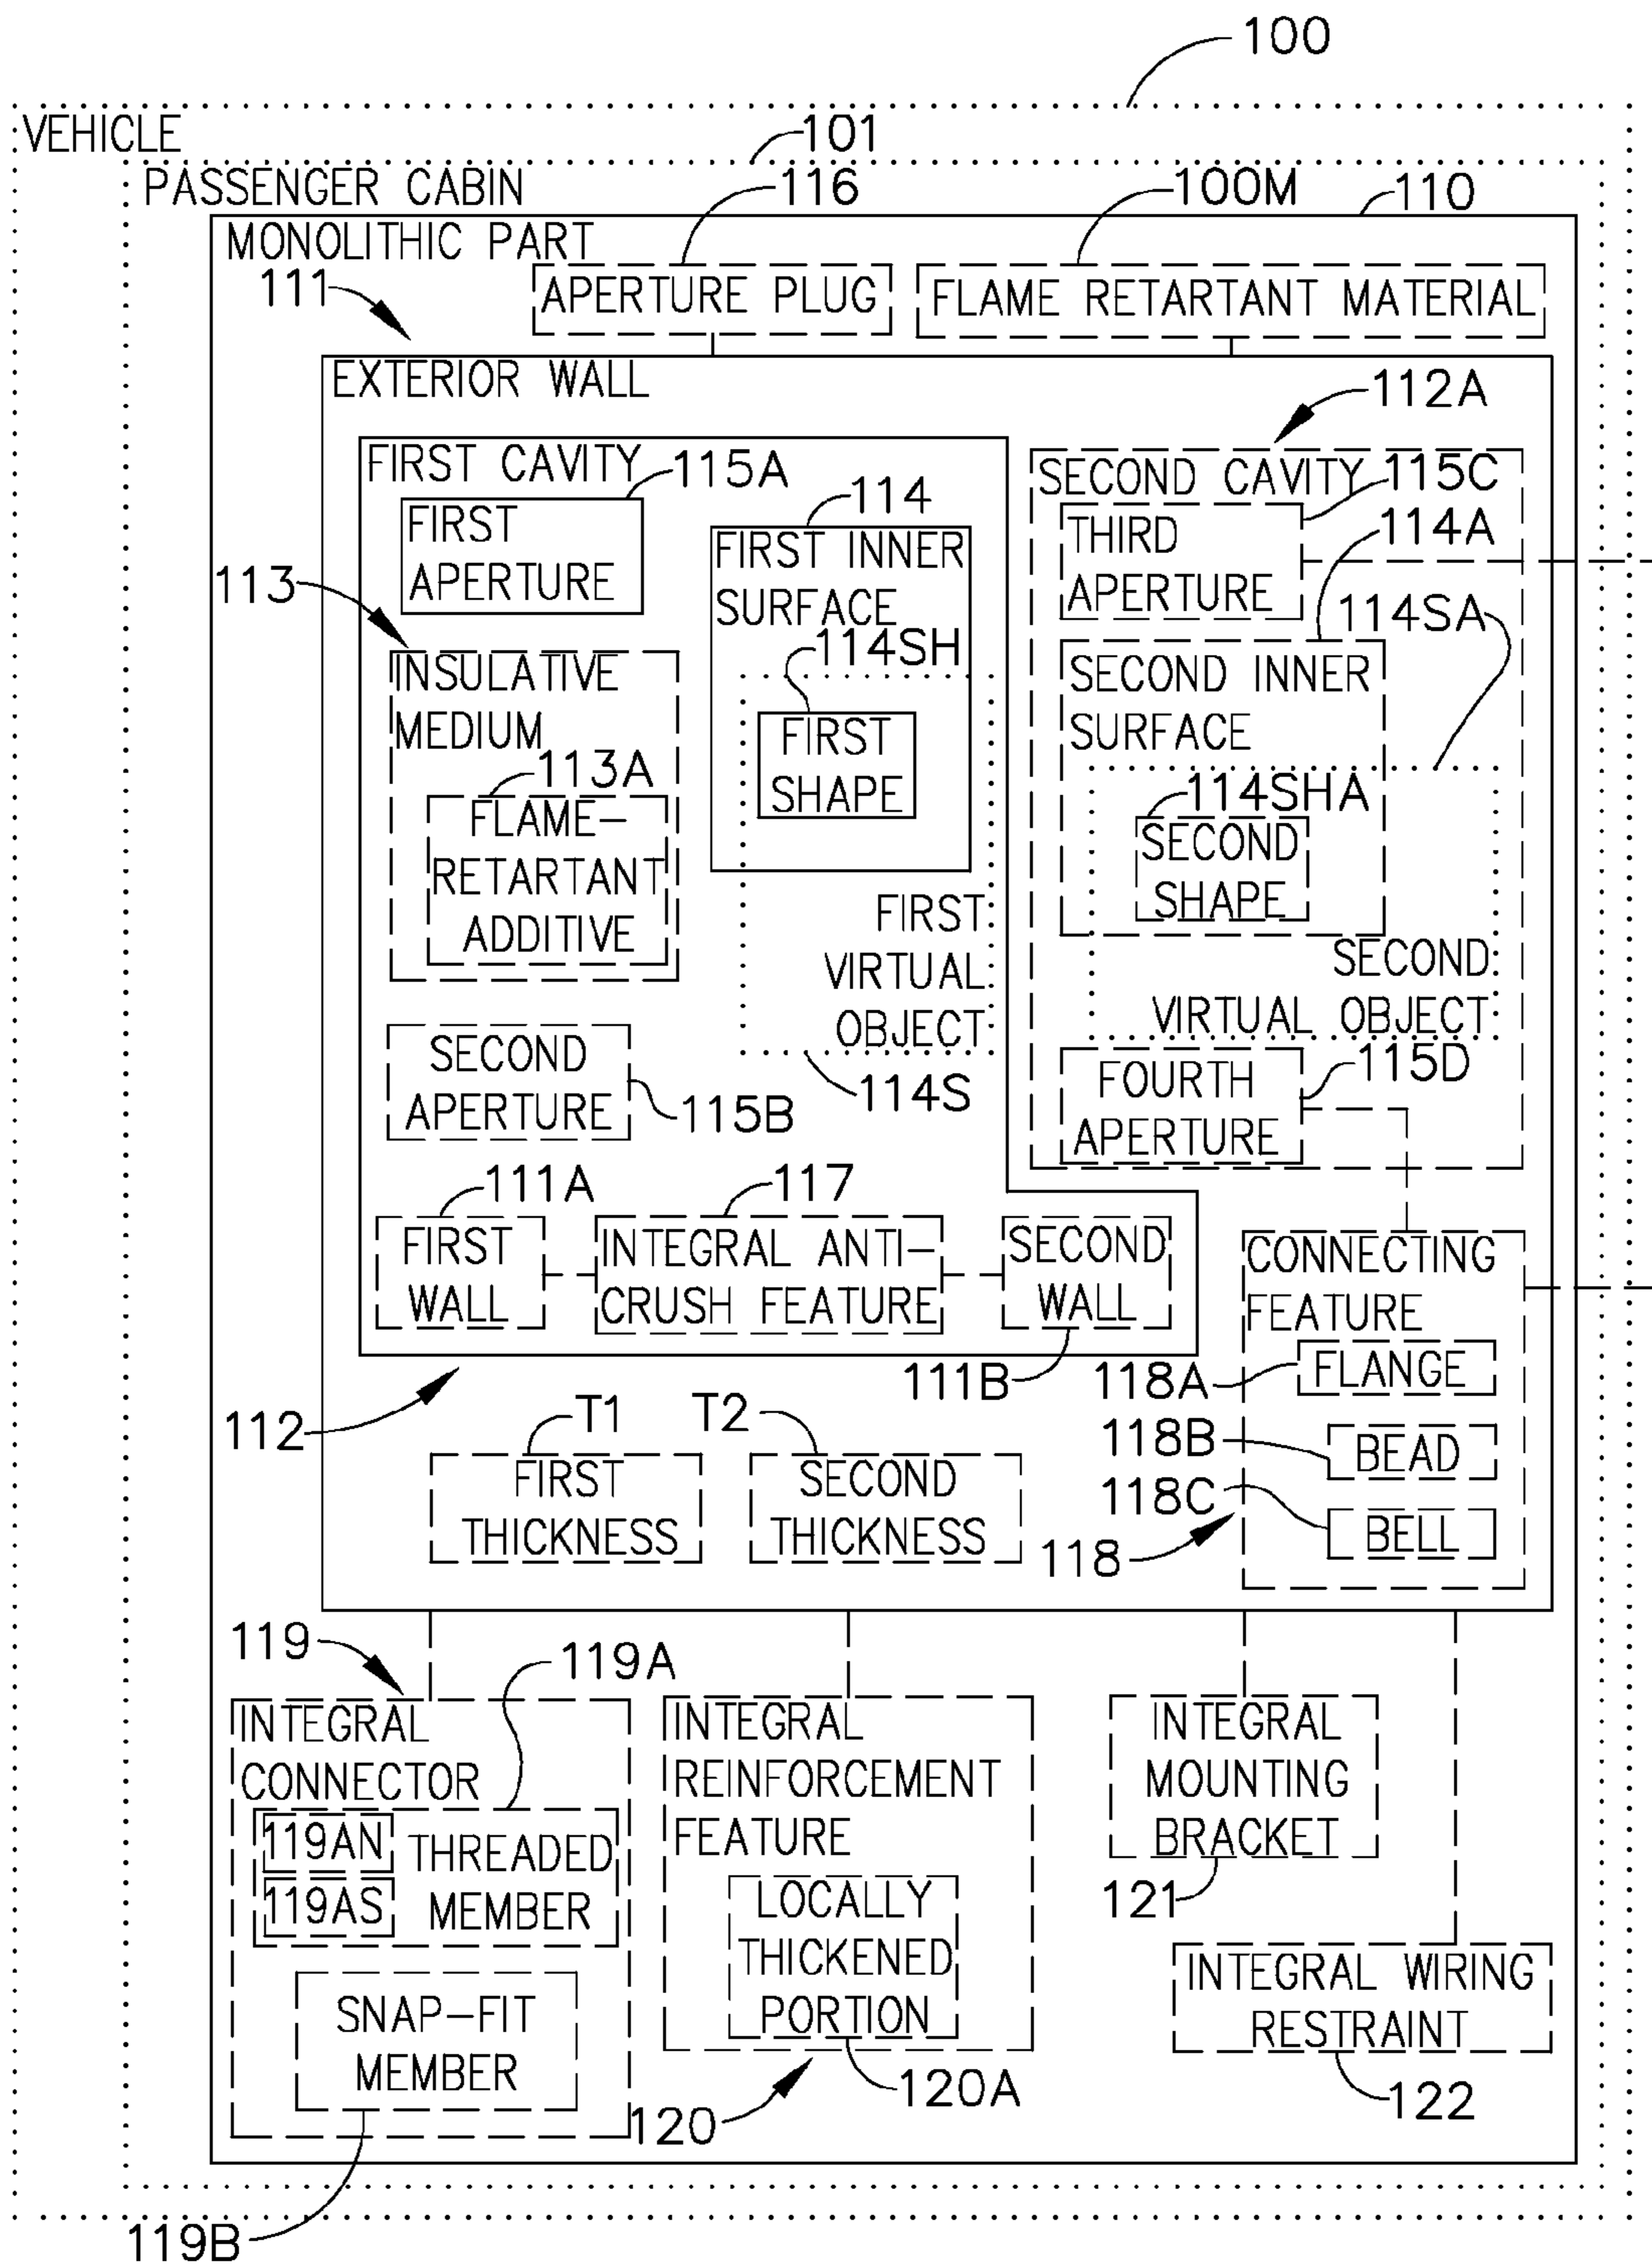 100
VEHICLE
101
PASSENGER CABIN
116
100M
110
MONOLITHIC PART
111
APERTURE PLUG
FLAME RETARTANT MATERIAL
EXTERIOR WALL
112A
FIRST CAVITY
115A
FIRST
APERTURE
114
FIRST INNER
SURFACE
114SH
FIRST
SHAPE
113
INSULATIVE
MEDIUM
113A
FLAME-
RETARTANT
ADDITIVE
FIRST
VIRTUAL
OBJECT
114S
SECOND
APERTURE
115B
SECOND CAVITY
115C
THIRD
APERTURE
114A
114SA
SECOND INNER
SURFACE
114SHA
SECOND
SHAPE
SECOND
VIRTUAL OBJECT
115D
FOURTH
APERTURE
111A
117
FIRST
WALL
INTEGRAL ANTI-
CRUSH FEATURE
SECOND
WALL
111B
112
CONNECTING
FEATURE
118A
FLANGE
118B
BEAD
118C
BELL
118
T1
T2
FIRST
THICKNESS
SECOND
THICKNESS
119
119A
INTEGRAL
CONNECTOR
119AN
119AS
THREADED
MEMBER
SNAP-FIT
MEMBER
119B
INTEGRAL
REINFORCEMENT
FEATURE
LOCALLY
THICKENED
PORTION
120
120A
INTEGRAL
MOUNTING
BRACKET
121
INTEGRAL WIRING
RESTRAINT
122